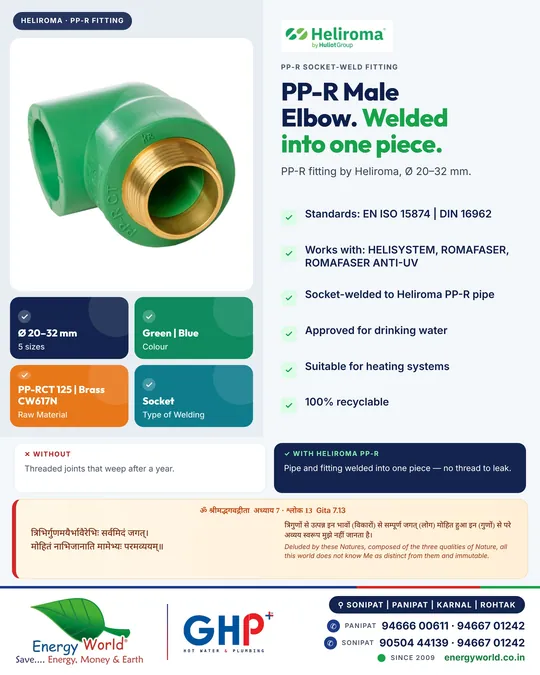 HELIROMA · PP-R FITTING
Heliroma®
by HuliotGroup
PP-R SOCKET-WELD FITTING
PP-R Male
Elbow. Welded
into one piece.
PP-R fitting by Heliroma, Ø 20–32 mm.
Standards: EN ISO 15874 | DIN 16962
Works with: HELISYSTEM, ROMAFASER,
ROMAFASER ANTI-UV
Socket-welded to Heliroma PP-R pipe
Approved for drinking water
Suitable for heating systems
100% recyclable
Ø 20–32 mm
5 sizes
Green | Blue
Colour
PP-RCT 125 | Brass
CW617N
Raw Material
Socket
Type of Welding
✕ WITHOUT
Threaded joints that weep after a year.
✓ WITH HELIROMA PP-R
Pipe and fitting welded into one piece — no thread to leak.
ॐ श्रीमद्भगवद्गीता अध्याय 7 · श्लोक 13 Gita 7.13
त्रिभिर्गुणमयैर्भावैरेभिः सर्वमिदं जगत्।
मोहितं नाभिजानाति मामेभ्यः परमव्ययम्॥
त्रिगुणों से उत्पन्न इन भावों (विकारों) से सम्पूर्ण जगत् (लोग) मोहित हुआ इन (गुणों) से परे
अव्यय स्वरूप मुझे नहीं जानता है।
Deluded by these Natures, composed of the three qualities of Nature, all
this world does not know Me as distinct from them and immutable.
Energy World®
Save.... Energy, Money & Earth
GHP+
HOT WATER & PLUMBING
SONIPAT | PANIPAT | KARNAL | ROHTAK
PANIPAT 94666 00611 · 94667 01242
SONIPAT 90504 44139 · 94667 01242
SINCE 2009 energyworld.co.in